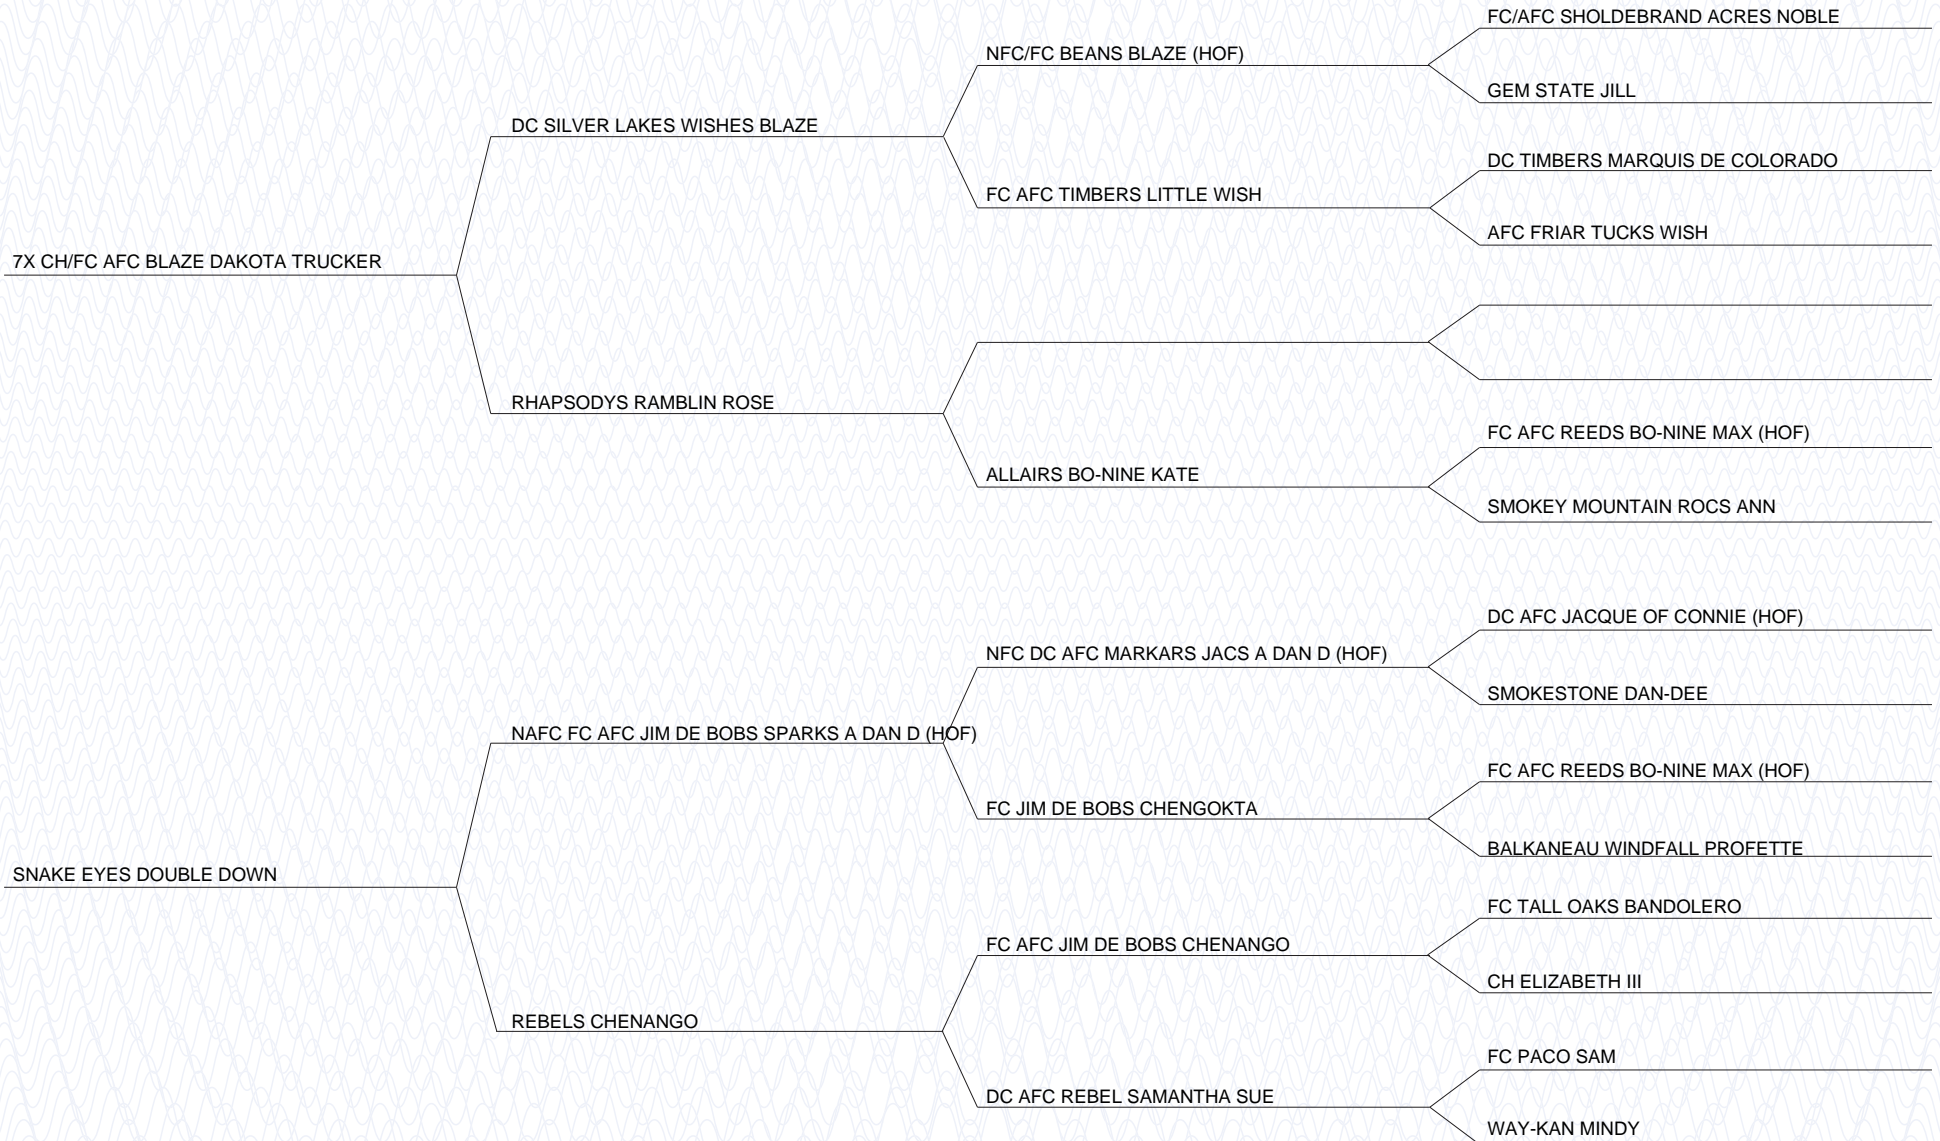 FC/AFC SHOLDEBRAND ACRES NOBLE
NFC/FC BEANS BLAZE (HOF)
GEM STATE JILL
DC SILVER LAKES WISHES BLAZE
DC TIMBERS MARQUIS DE COLORADO
FC AFC TIMBERS LITTLE WISH
AFC FRIAR TUCKS WISH
7X CH/FC AFC BLAZE DAKOTA TRUCKER
RHAPSODYS RAMBLIN ROSE
FC AFC REEDS BO-NINE MAX (HOF)
ALLAIRS BO-NINE KATE
SMOKEY MOUNTAIN ROCS ANN
DC AFC JACQUE OF CONNIE (HOF)
NFC DC AFC MARKARS JACS A DAN D (HOF)
SMOKESTONE DAN-DEE
NAFC FC AFC JIM DE BOBS SPARKS A DAN D (HOF)
FC AFC REEDS BO-NINE MAX (HOF)
FC JIM DE BOBS CHENGOKTA
BALKANEAU WINDFALL PROFETTE
SNAKE EYES DOUBLE DOWN
FC TALL OAKS BANDOLERO
FC AFC JIM DE BOBS CHENANGO
CH ELIZABETH III
REBELS CHENANGO
FC PACO SAM
DC AFC REBEL SAMANTHA SUE
WAY-KAN MINDY